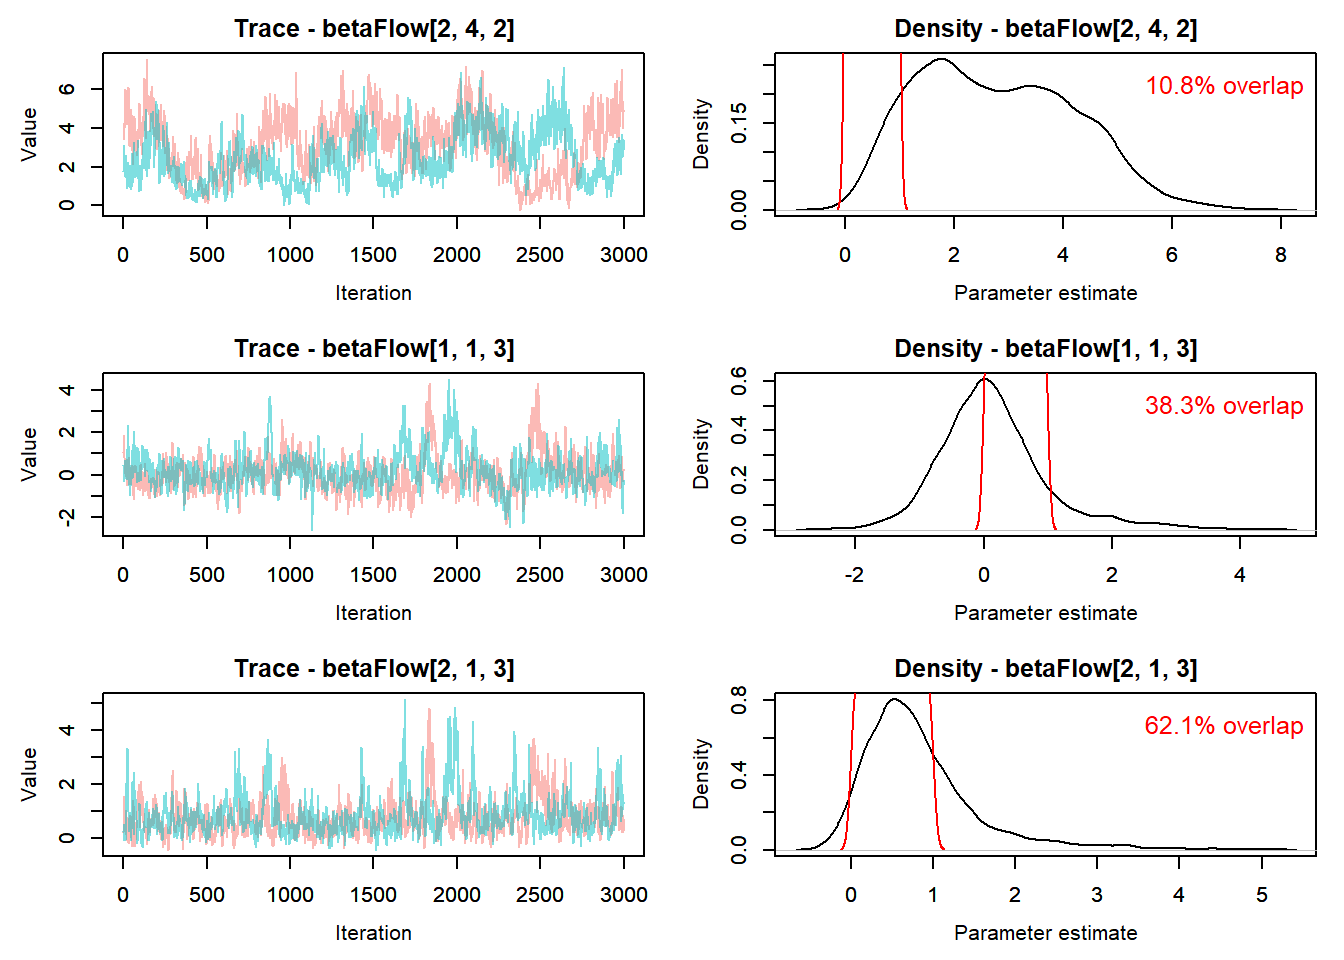 Trace - betaFlow[2, 4, 2]
Value
0 2 4 6
0 500 1000 1500 2000 2500 3000
Iteration
Density - betaFlow[2, 4, 2]
10.8% overlap
Density
0.00 0.15
0 2 4 6 8
Parameter estimate
Trace - betaFlow[1, 1, 3]
Value
-2 0 2 4
0 500 1000 1500 2000 2500 3000
Iteration
Density - betaFlow[1, 1, 3]
38.3% overlap
Density
0.0 0.2 0.4 0.6
-2 0 2 4
Parameter estimate
Trace - betaFlow[2, 1, 3]
Value
0 2 4
0 500 1000 1500 2000 2500 3000
Iteration
Density - betaFlow[2, 1, 3]
62.1% overlap
Density
0.0 0.4 0.8
0 1 2 3 4 5
Parameter estimate